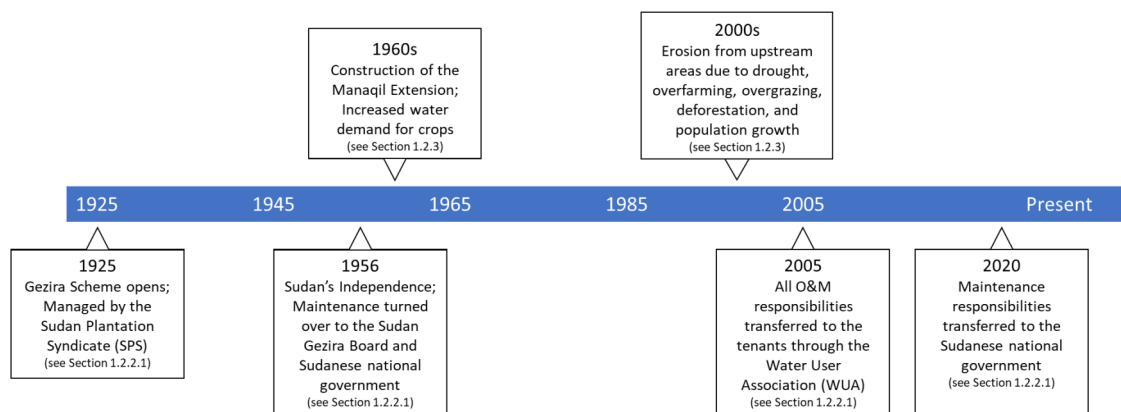 1960s
Construction of the
Manaqil Extension;
Increased water
demand for crops
(see Section 1.2.3)
2000s
Erosion from upstream
areas due to drought,
overfarming, overgrazing,
deforestation, and
population growth
(see Section 1.2.3)
1925 1945 1965 1985 2005 Present
1925
Gezira Scheme opens;
Managed by the
Sudan Plantation
Syndicate (SPS)
(see Section 1.2.2.1)
1956
Sudan's Independence;
Maintenance turned
over to the Sudan
Gezira Board and
Sudanese national
government
(see Section 1.2.2.1)
2005
All O&M
responsibilities
transferred to the
tenants through the
Water User
Association (WUA)
(see Section 1.2.2.1)
2020
Maintenance
responsibilities
transferred to the
Sudanese national
government
(see Section 1.2.2.1)